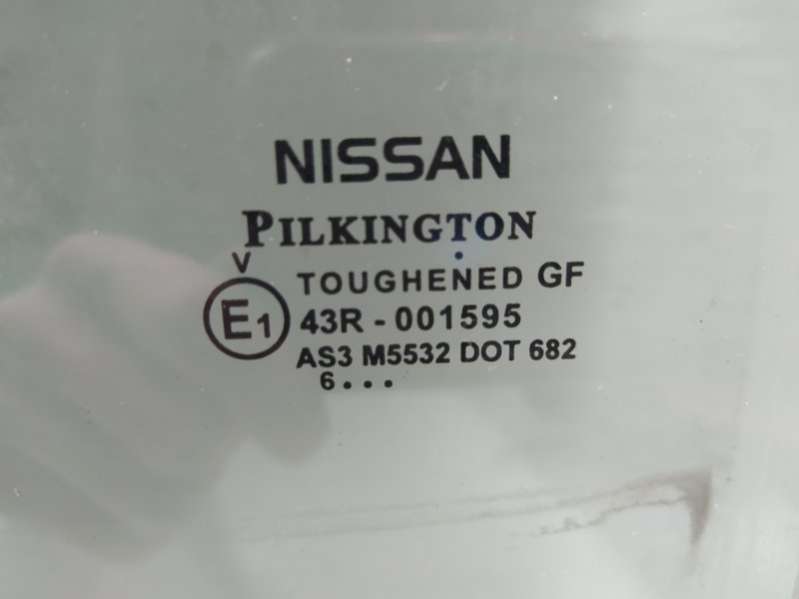 NISSAN
PILKINGTON
V
TOUGHENED GF
E1
43R - 001595
AS3 M5532 DOT 682
6...